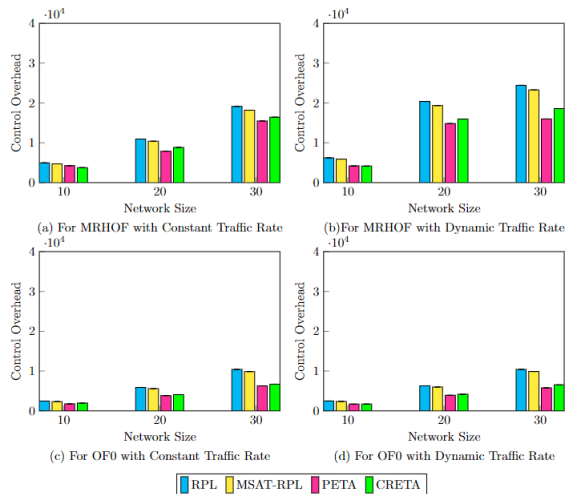 ·10⁴ ·10⁴
4 4
3 3
2 2
1 1
0 0
Control Overhead Control Overhead
10 20 30 10 20 30
Network Size Network Size
(a) For MRHOF with Constant Traffic Rate (b)For MRHOF with Dynamic Traffic Rate
·10⁴ ·10⁴
4 4
3 3
2 2
1 1
0 0
Control Overhead Control Overhead
10 20 30 10 20 30
Network Size Network Size
(c) For OF0 with Constant Traffic Rate (d) For OF0 with Dynamic Traffic Rate
RPL MSAT-RPL PETA CRETA